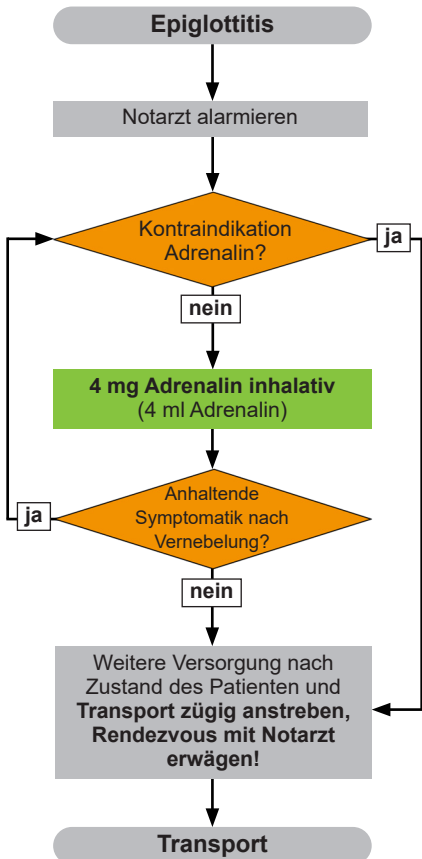 Epiglottitis
Notarzt alarmieren
Kontraindikation
Adrenalin?
ja
nein
4 mg Adrenalin inhalativ
(4 ml Adrenalin)
Anhaltende
Symptomatik nach
Vernebelung?
ja
nein
Weitere Versorgung nach
Zustand des Patienten und
Transport zügig anstreben,
Rendezvous mit Notarzt
erwägen!
Transport